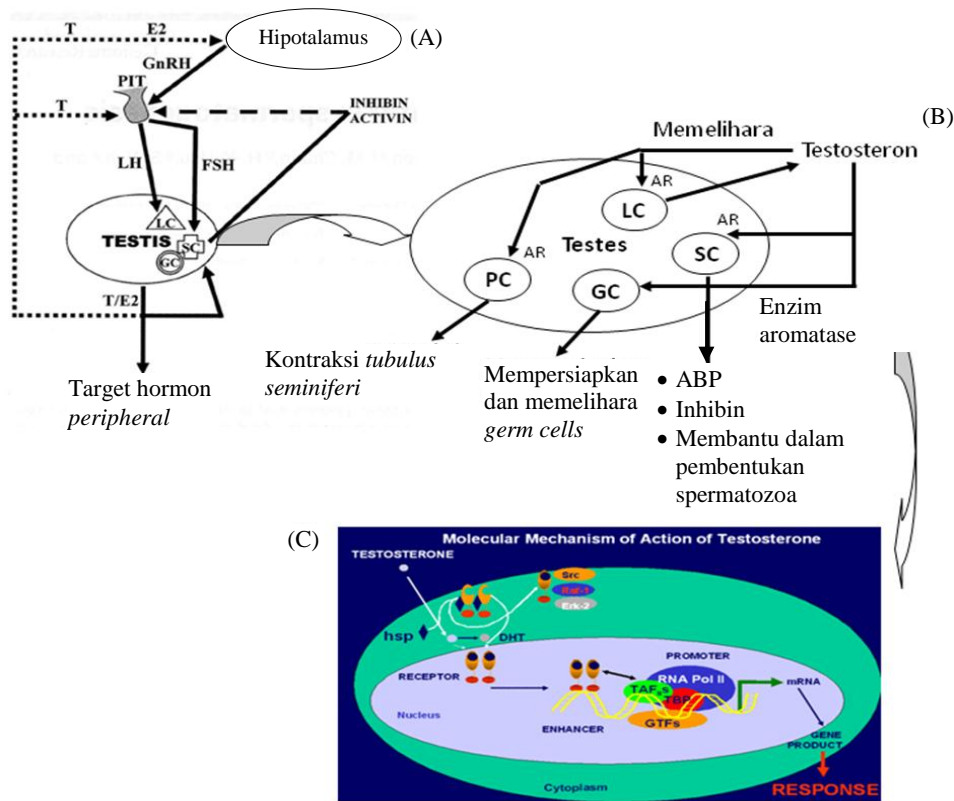 T
E2
Hipotalamus
(A)
GnRH
PIT
T
INHIBIN
ACTIVIN
LH
FSH
LC
TESTIS
SC
GC
T/E2
Target hormon
peripheral
(B)
Memelihara
Testosteron
AR
LC
AR
Testes
SC
AR
PC
GC
Enzim
aromatase
Kontraksi tubulus
seminiferi
Mempersiapkan
dan memelihara
germ cells
• ABP
• Inhibin
• Membantu dalam
pembentukan
spermatozoa
(C)
Molecular Mechanism of Action of Testosterone
TESTOSTERONE
Src
Raf-1
Erk-2
hsp
DHT
RECEPTOR
PROMOTER
RNA Pol II
TAFIIs
TBP
mRNA
Nucleus
ENHANCER
GTFs
GENE
PRODUCT
RESPONSE
Cytoplasm